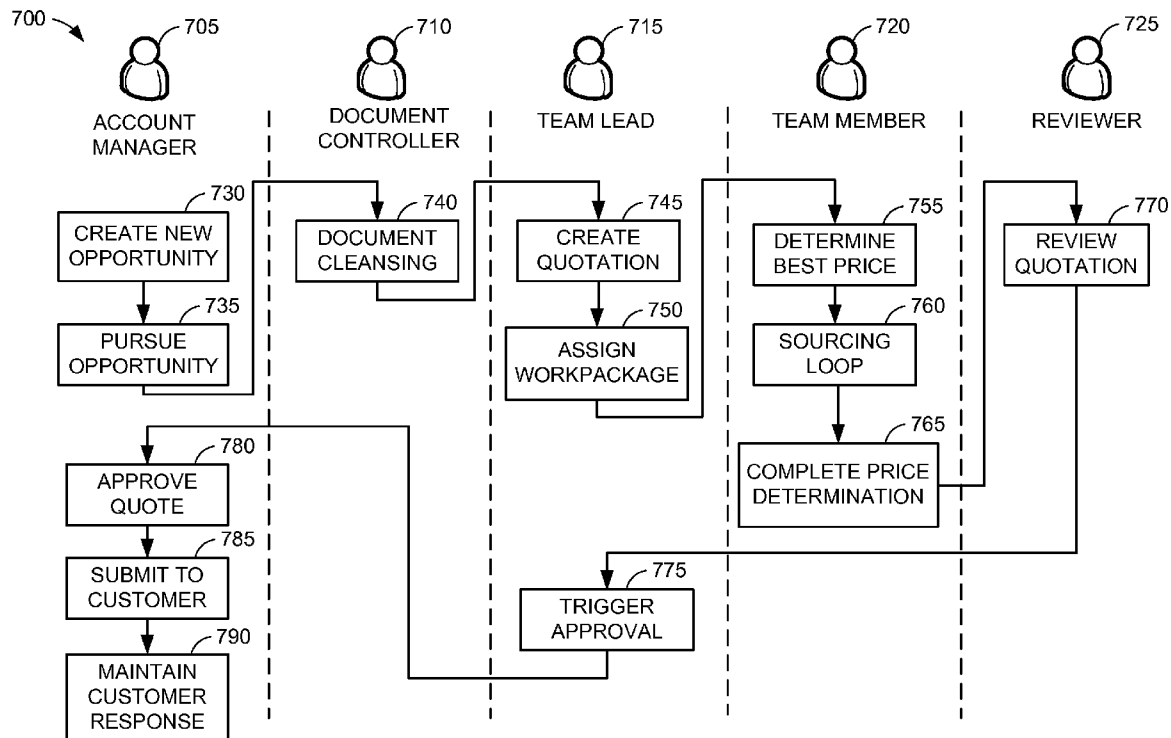 700
705
710
715
720
725
ACCOUNT
MANAGER
DOCUMENT
CONTROLLER
TEAM LEAD
TEAM MEMBER
REVIEWER
730
CREATE NEW
OPPORTUNITY
735
PURSUE
OPPORTUNITY
740
DOCUMENT
CLEANSING
745
CREATE
QUOTATION
750
ASSIGN
WORKPACKAGE
755
DETERMINE
BEST PRICE
760
SOURCING
LOOP
765
COMPLETE PRICE
DETERMINATION
770
REVIEW
QUOTATION
775
TRIGGER
APPROVAL
780
APPROVE
QUOTE
785
SUBMIT TO
CUSTOMER
790
MAINTAIN
CUSTOMER
RESPONSE